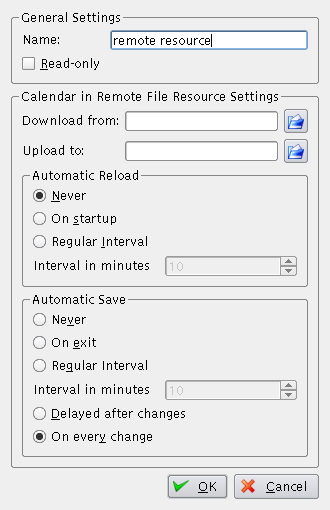 General Settings
Name: remote resource
Read-only
Calendar in Remote File Resource Settings
Download from:
Upload to:
Automatic Reload
Never
On startup
Regular Interval
Interval in minutes 10
Automatic Save
Never
On exit
Regular Interval
Interval in minutes 10
Delayed after changes
On every change
OK Cancel